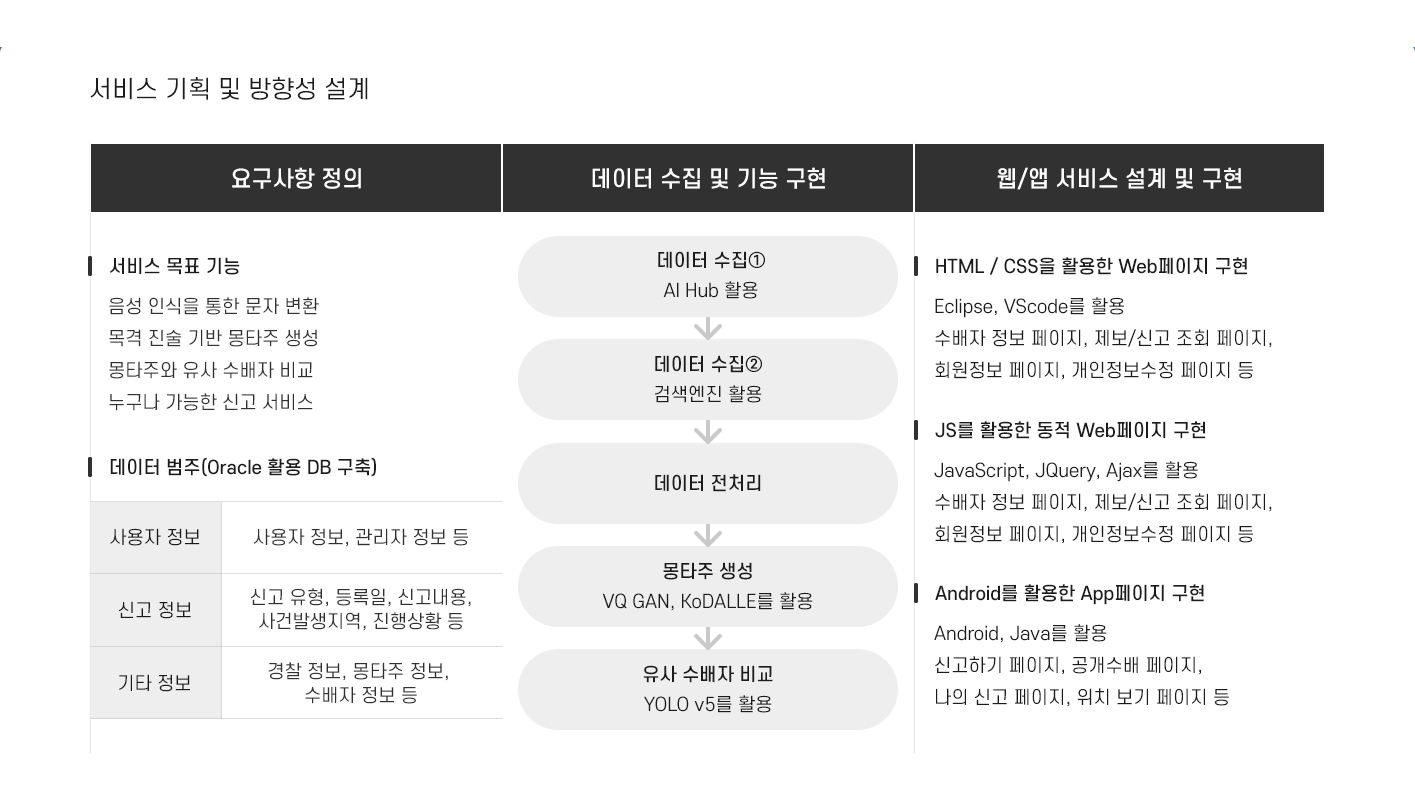 서비스 기획 및 방향성 설계
요구사항 정의
서비스 목표 기능
음성 인식을 통한 문자 변환
목격 진술 기반 몽타주 생성
몽타주와 유사 수배자 비교
누구나 가능한 신고 서비스
데이터 범주(Oracle 활용 DB 구축)
사용자 정보
사용자 정보, 관리자 정보 등
신고 정보
신고 유형, 등록일, 신고내용,
사건발생지역, 진행상황 등
기타 정보
경찰 정보, 몽타주 정보,
수배자 정보 등
데이터 수집 및 기능 구현
데이터 수집①
AI Hub 활용
데이터 수집②
검색엔진 활용
데이터 전처리
몽타주 생성
VQ GAN, KoDALLE를 활용
유사 수배자 비교
YOLO v5를 활용
웹/앱 서비스 설계 및 구현
HTML / CSS을 활용한 Web페이지 구현
Eclipse, VScode를 활용
수배자 정보 페이지, 제보/신고 조회 페이지,
회원정보 페이지, 개인정보수정 페이지 등
JS를 활용한 동적 Web페이지 구현
JavaScript, JQuery, Ajax를 활용
수배자 정보 페이지, 제보/신고 조회 페이지,
회원정보 페이지, 개인정보수정 페이지 등
Android를 활용한 App페이지 구현
Android, Java를 활용
신고하기 페이지, 공개수배 페이지,
나의 신고 페이지, 위치 보기 페이지 등